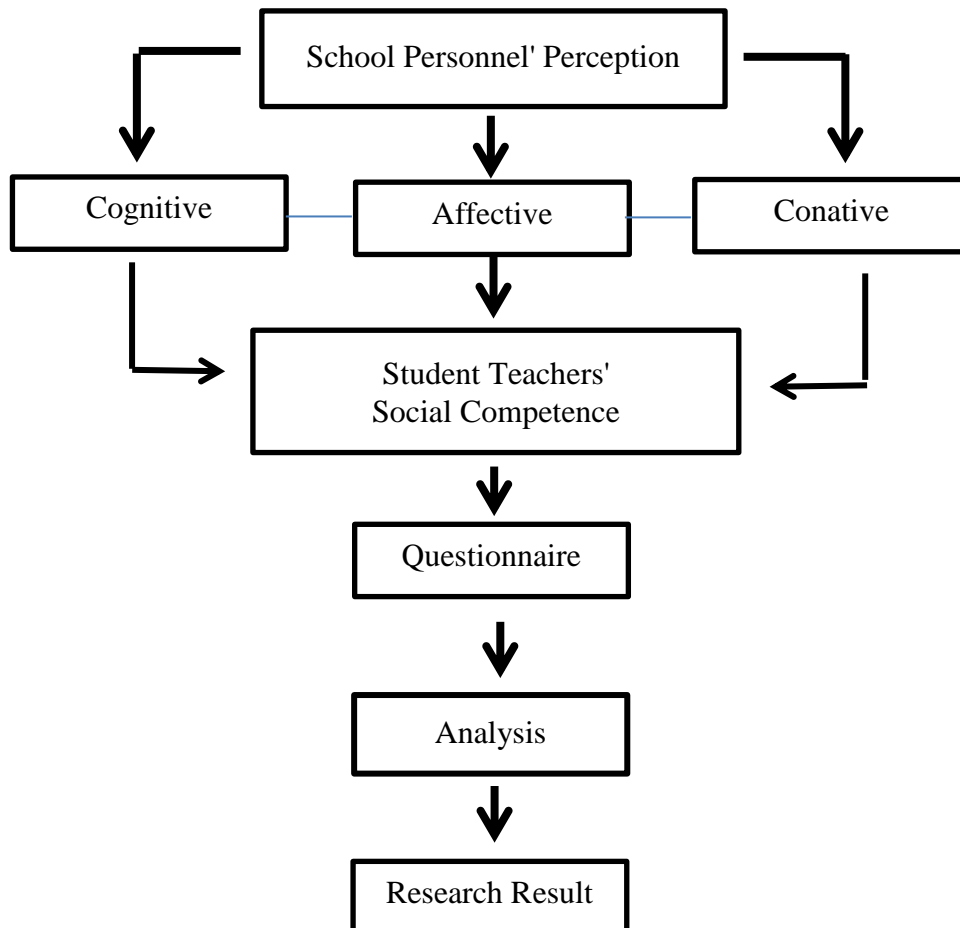 School Personnel' Perception
Cognitive
Affective
Conative
Student Teachers'
Social Competence
Questionnaire
Analysis
Research Result